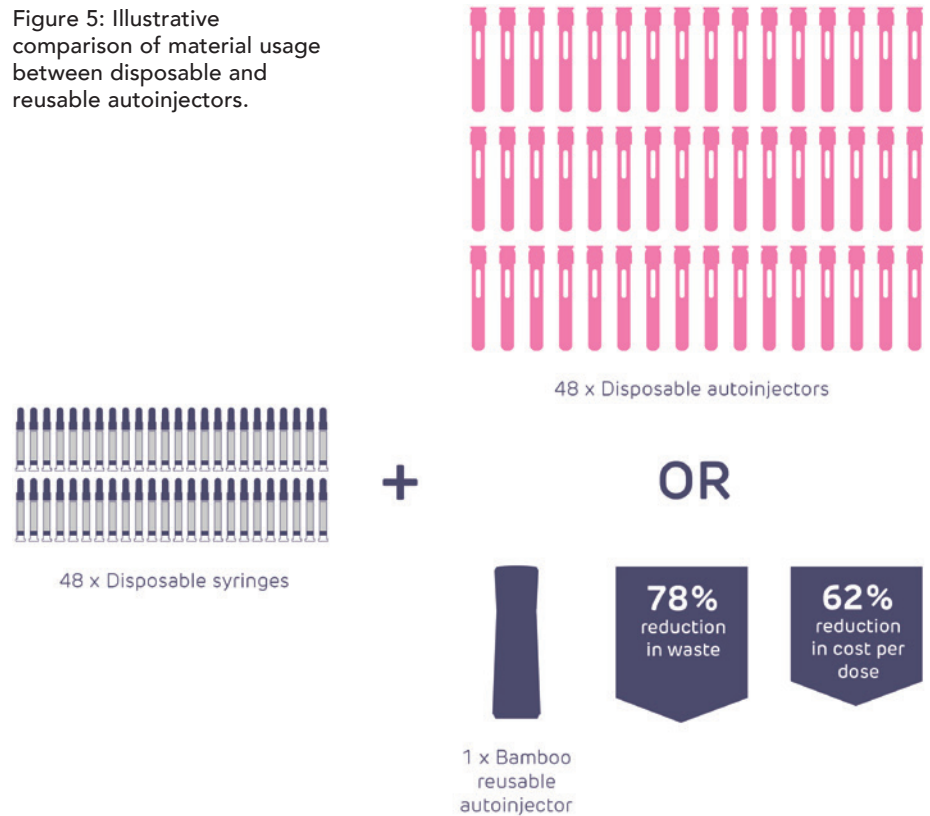 Figure 5: Illustrative
comparison of material usage
between disposable and
reusable autoinjectors.
48 x Disposable autoinjectors
48 x Disposable syringes
+
OR
1 x Bamboo
reusable
autoinjector
78%
reduction
in waste
62%
reduction
in cost per
dose